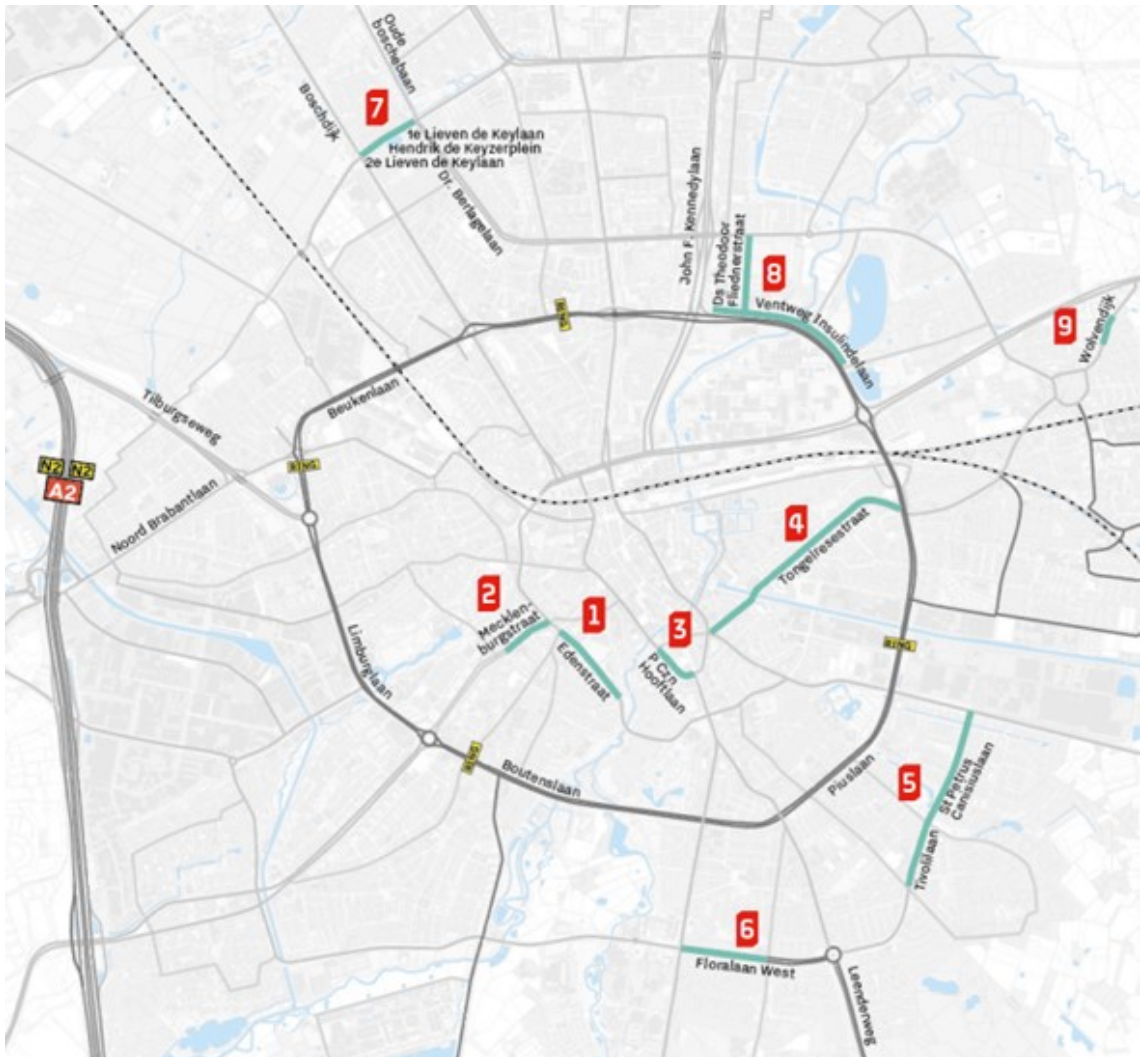 Oude
boschebaan
Boschdijk
7
1e Lieven de Keylaan
Hendrik de Keyzerplein
2e Lieven de Keylaan
Dr. Berlagelaan
John F. Kennedylaan
Ds Theodoor
Fliednerstraat
8
Ventweg Insulindelaan
9
Wolvendijk
RING
Beukenlaan
Tilburgseweg
RING
N2 N2
A2
Noord Brabantlaan
4
Tongelresestraat
2
Mecklen-
burgstraat
1
Edenstraat
3
P Czn
Hooftlaan
RING
Limburglaan
RING
Boutenslaan
Piuslaan
5
St Petrus
Canisiuslaan
Tivolilaan
6
Floralaan West
Leenderweg